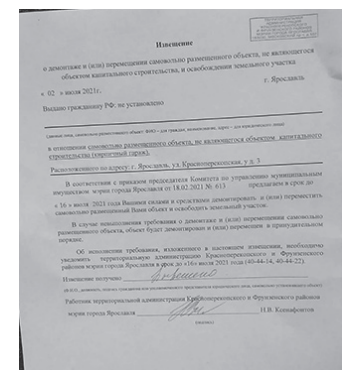 Извещение
о демонтаже и (или) перемещении самовольно размещенного объекта, не являющегося
объектом капитального строительства, и освобождении земельного участка
« 02 » июля 2021г.
г. Ярославль
Выдано гражданину РФ: не установлено
в отношении самовольно размещенного объекта, не являющегося объектом капитального
строительства (кирпичный гараж),
Расположенного по адресу: г. Ярославль, ул. Красноперекопская, у д. 3
В соответствии с приказом председателя Комитета по управлению муниципальным
имуществом мэрии города Ярославля от 18.02.2021 № 613 предлагаем в срок до
« 16 » июля 2021 года Вашими силами и средствами демонтировать и (или) переместить
самовольно размещенный Вами объект и освободить земельный участок.
В случае невыполнения требования о демонтаже и (или) перемещении самовольно
размещенного объекта, объект будет демонтирован и (или) перемещен в принудительном
порядке.
Об исполнении требования, изложенного в настоящем извещении, необходимо
уведомить территориальную администрацию Красноперекопского и Фрунзенского
районов мэрии города Ярославля в срок до «16» июля 2021 года (40-44-14, 40-44-22).
Извещение получено
Работник территориальной администрации Красноперекопского и Фрунзенского районов
мэрии города Ярославля